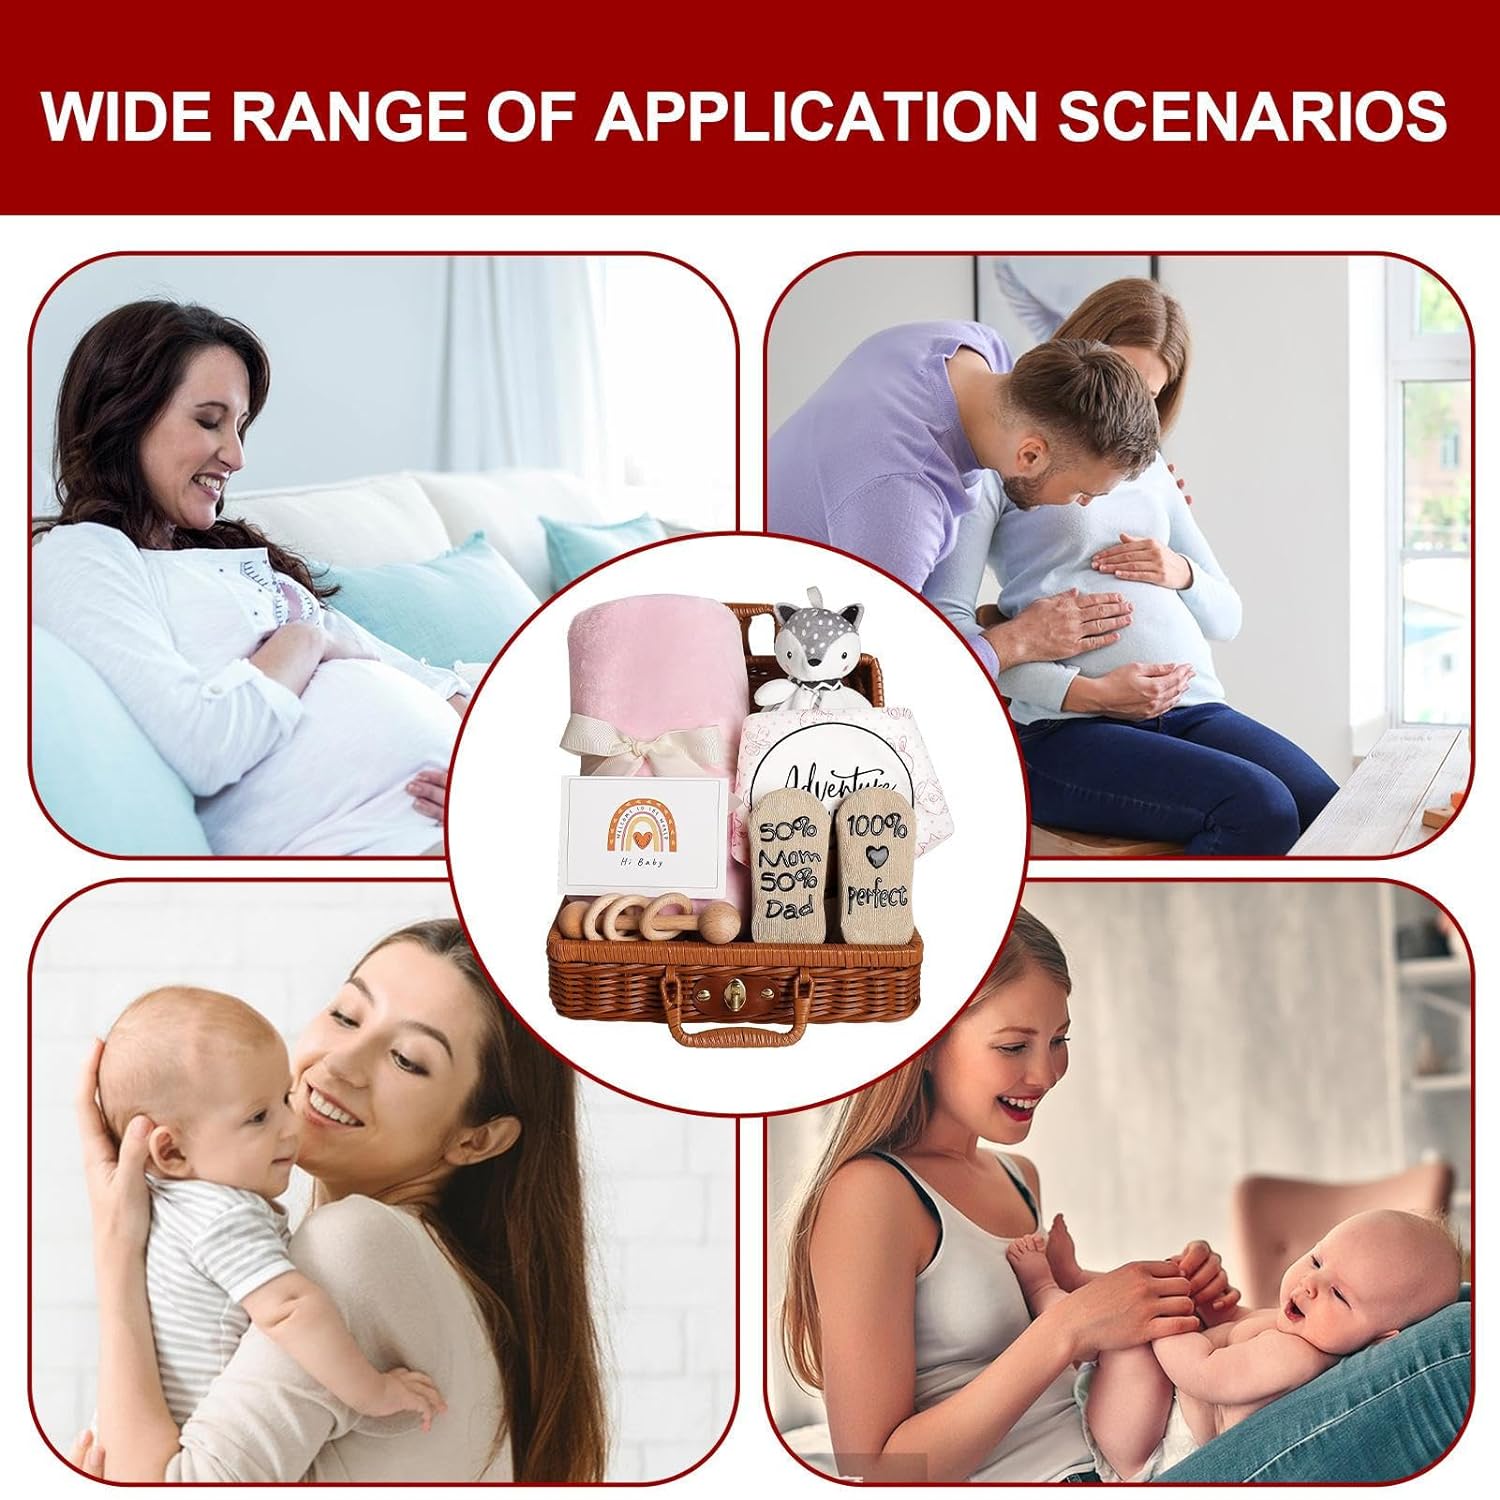 WIDE RANGE OF APPLICATION SCENARIOS
Adventure
WELCOME TO THE WORLD
Hi Baby
50%
Mom
50%
Dad
100%
perfect